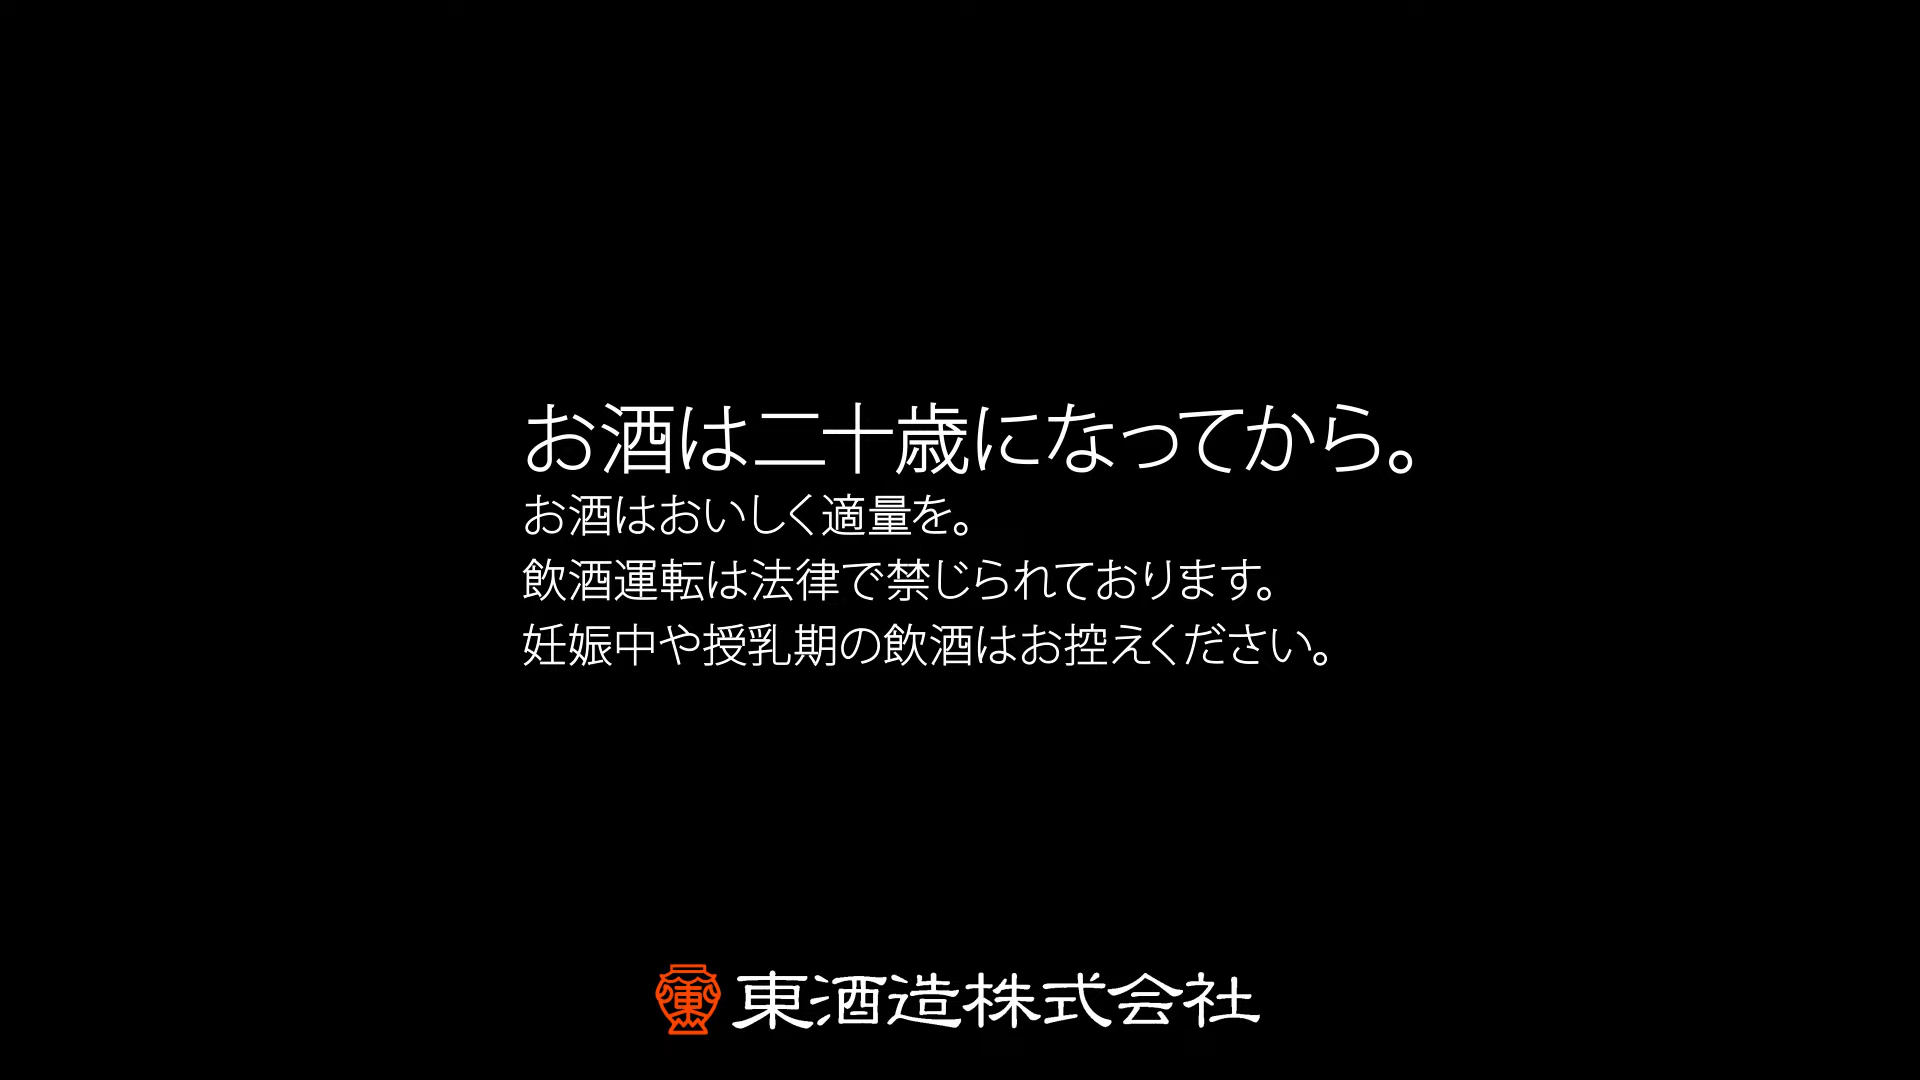 お酒は二十歳になってから。
お酒はおいしく適量を。
飲酒運転は法律で禁じられております。
妊娠中や授乳期の飲酒はお控えください。
東酒造株式会社